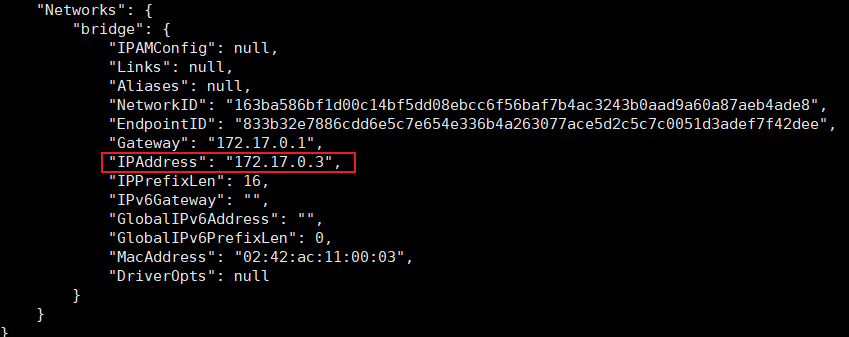 "Networks": {
"bridge": {
"IPAMConfig": null,
"Links": null,
"Aliases": null,
"NetworkID": "163ba586bf1d00c14bf5dd08ebcc6f56baf7b4ac3243b0aad9a60a87aeb4ade8",
"EndpointID": "833b32e7886cdd6e5c7e654e336b4a263077ace5d2c5c7c0051d3adef7f42dee",
"Gateway": "172.17.0.1",
"IPAddress": "172.17.0.3",
"IPPrefixLen": 16,
"IPv6Gateway": "",
"GlobalIPv6Address": "",
"GlobalIPv6PrefixLen": 0,
"MacAddress": "02:42:ac:11:00:03",
"DriverOpts": null
}
}
}